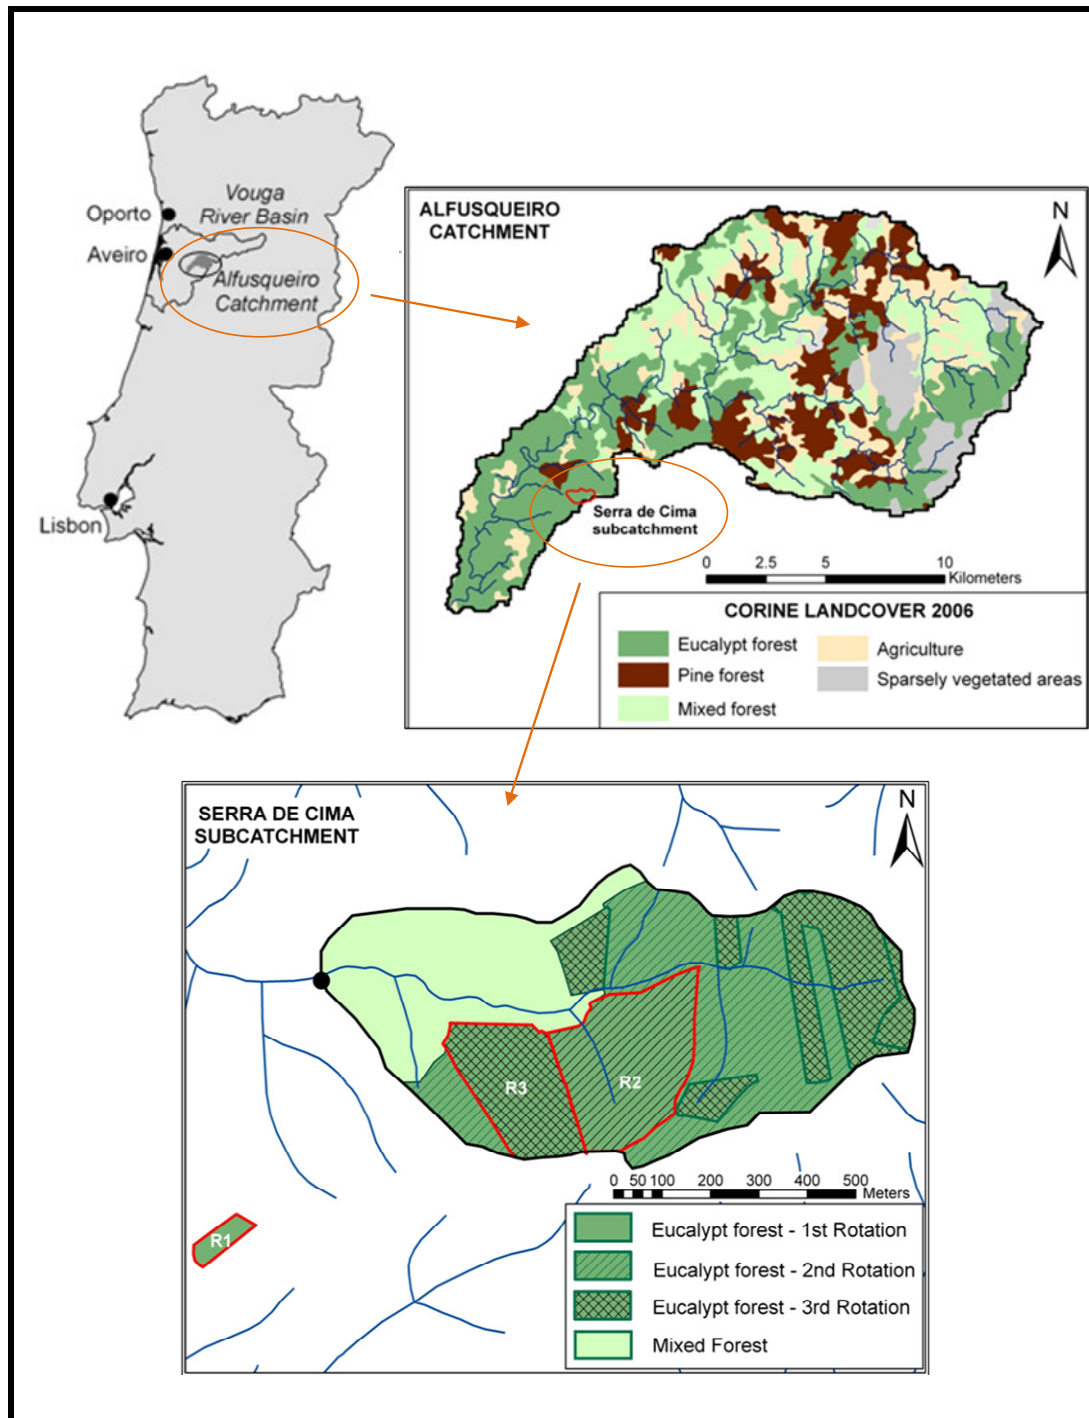 Vouga
River Basin
Oporto
Aveiro
Alfusqueiro
Catchment
Lisbon
ALFUSQUEIRO
CATCHMENT
N
Serra de Cima
subcatchment
0 2.5 5 10
Kilometers
CORINE LANDCOVER 2006
Eucalypt forest
Pine forest
Mixed forest
Agriculture
Sparsely vegetated areas
SERRA DE CIMA
SUBCATCHMENT
N
R3
R2
R1
0 50 100 200 300 400 500
Meters
Eucalypt forest - 1st Rotation
Eucalypt forest - 2nd Rotation
Eucalypt forest - 3rd Rotation
Mixed Forest